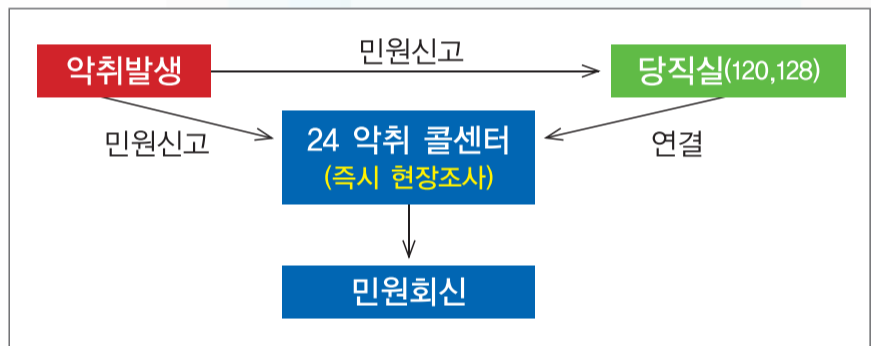 민원신고
악취발생
당직실(120,128)
민원신고
24 악취 콜센터
(즉시 현장조사)
연결
민원회신